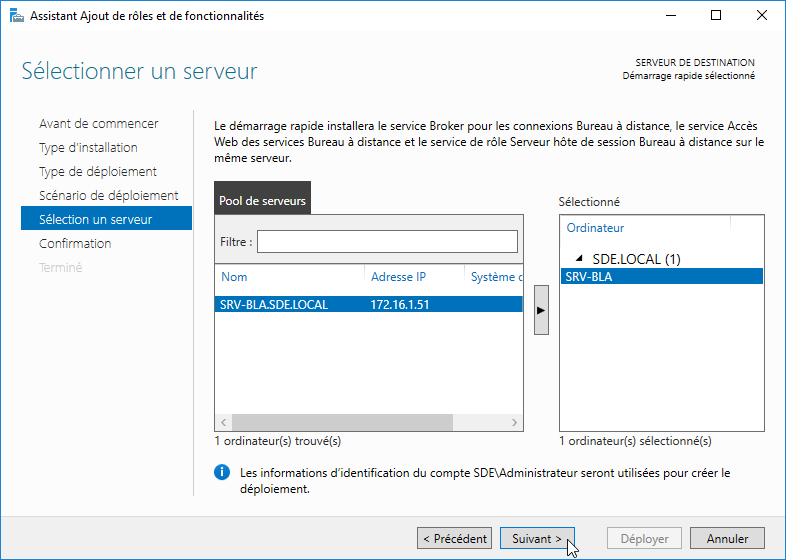 Assistant Ajout de rôles et de fonctionnalités
Sélectionner un serveur
SERVEUR DE DESTINATION
Démarrage rapide sélectionné
Avant de commencer
Type d'installation
Type de déploiement
Scénario de déploiement
Sélection un serveur
Confirmation
Terminé
Le démarrage rapide installera le service Broker pour les connexions Bureau à distance, le service Accès
Web des services Bureau à distance et le service de rôle Serveur hôte de session Bureau à distance sur le
même serveur.
Pool de serveurs
Filtre :
Nom Adresse IP Système d
SRV-BLA.SDE.LOCAL 172.16.1.51
1 ordinateur(s) trouvé(s)
Sélectionné
Ordinateur
SDE.LOCAL (1)
SRV-BLA
1 ordinateur(s) sélectionné(s)
Les informations d'identification du compte SDE\Administrateur seront utilisées pour créer le
déploiement.
< Précédent
Suivant >
Déployer
Annuler